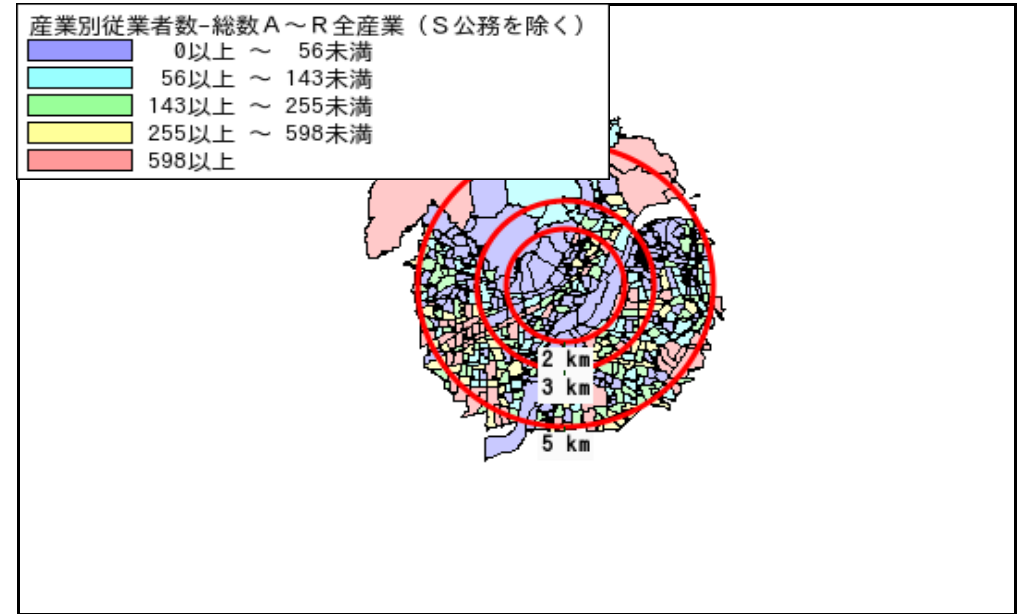 産業別従業者数−総数A〜R全産業（S公務を除く）
0以上 〜 56未満
56以上 〜 143未満
143以上 〜 255未満
255以上 〜 598未満
598以上
2 km
3 km
5 km